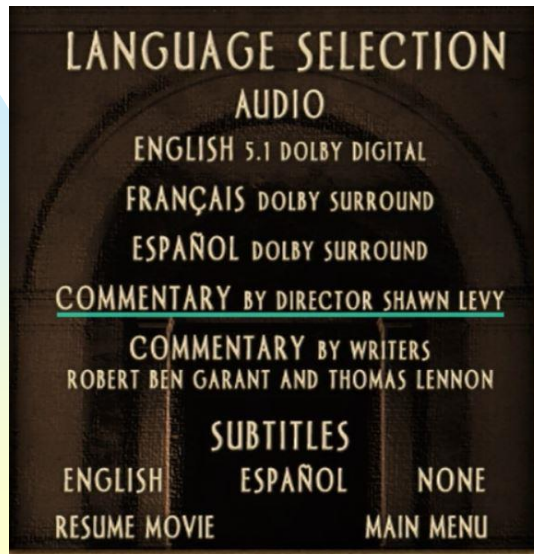 LANGUAGE SELECTION
AUDIO
ENGLISH 5.1 DOLBY DIGITAL
FRANÇAIS DOLBY SURROUND
ESPAÑOL DOLBY SURROUND
COMMENTARY BY DIRECTOR SHAWN LEVY
COMMENTARY BY WRITERS
ROBERT BEN GARANT AND THOMAS LENNON
SUBTITLES
ENGLISH ESPAÑOL NONE
RESUME MOVIE MAIN MENU